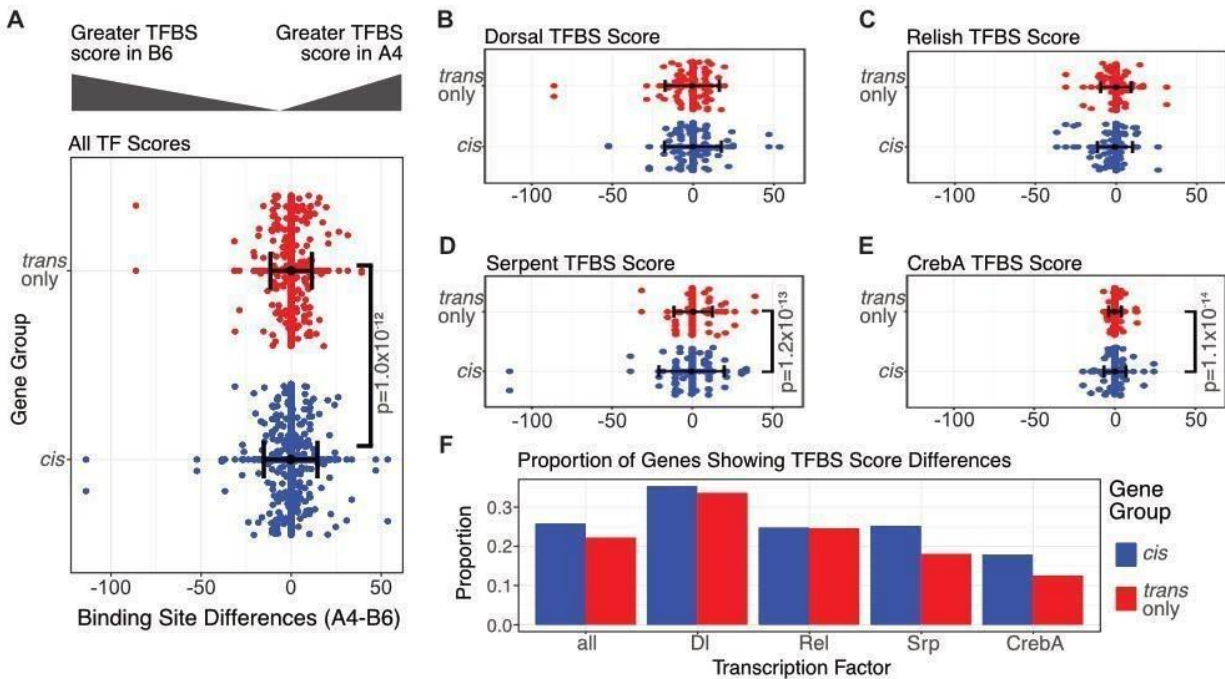 A
Greater TFBS
score in B6
Greater TFBS
score in A4
All TF Scores
Gene Group
trans
only
cis
p=1.0x10⁻¹²
-100
-50
0
50
Binding Site Differences (A4-B6)
B
Dorsal TFBS Score
trans
only
cis
-100
-50
0
50
C
Relish TFBS Score
-100
-50
0
50
D
Serpent TFBS Score
trans
only
cis
p=1.2x10⁻¹³
-100
-50
0
50
E
CrebA TFBS Score
trans
only
cis
p=1.1x10⁻¹⁴
-100
-50
0
50
F
Proportion of Genes Showing TFBS Score Differences
Proportion
0.3
0.2
0.1
0.0
all
Dl
Rel
Srp
CrebA
Transcription Factor
Gene
Group
cis
trans
only